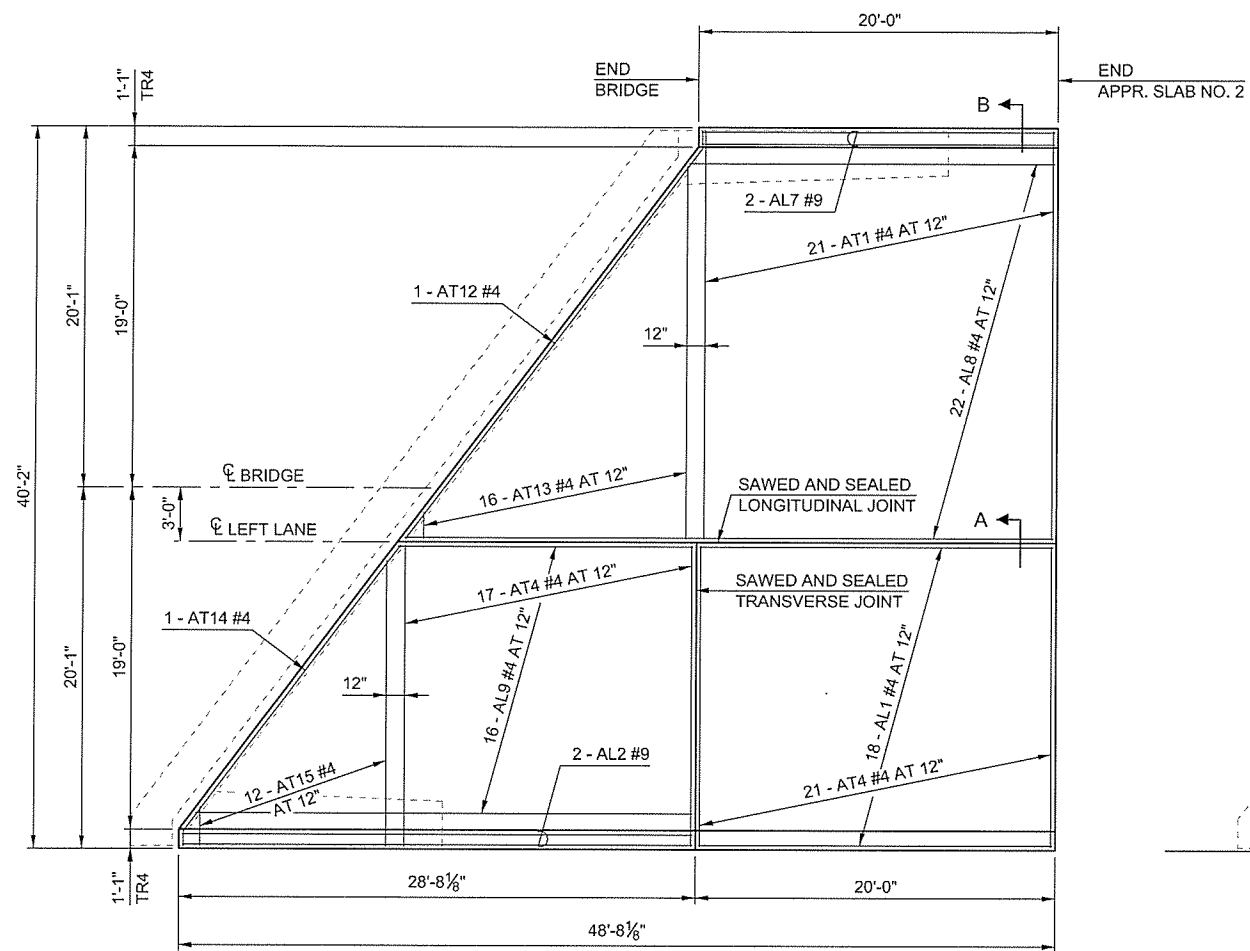 20'-0"
END
BRIDGE
END
APPR. SLAB NO. 2
1'-1"
TR4
B
2 - AL7 #9
21 - AT1 #4 AT 12"
1 - AT12 #4
12"
22 - AL8 #4 AT 12"
20'-1"
19'-0"
40'-2"
℄ BRIDGE
3'-0"
℄ LEFT LANE
16 - AT13 #4 AT 12"
SAWED AND SEALED
LONGITUDINAL JOINT
A
17 - AT4 #4 AT 12"
SAWED AND SEALED
TRANSVERSE JOINT
1 - AT14 #4
20'-1"
19'-0"
12"
16 - AL9 #4 AT 12"
18 - AL1 #4 AT 12"
2 - AL2 #9
12 - AT15 #4
AT 12"
21 - AT4 #4 AT 12"
1'-1"
TR4
28'-8⅛"
20'-0"
48'-8⅛"